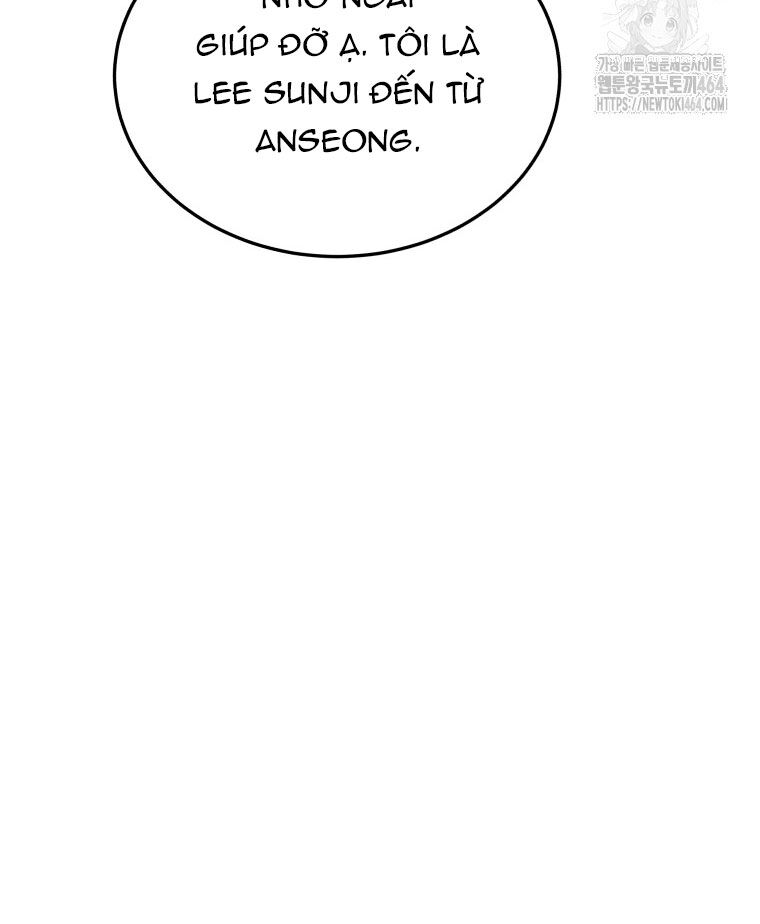 GIÚP ĐỠ Ạ. TÔI LÀ
LEE SUNJI ĐẾN TỪ
ANSEONG.
가장 빠른 웹툰제공사이트
웹툰왕국뉴토끼464
HTTPS://NEWTOKI464.COM